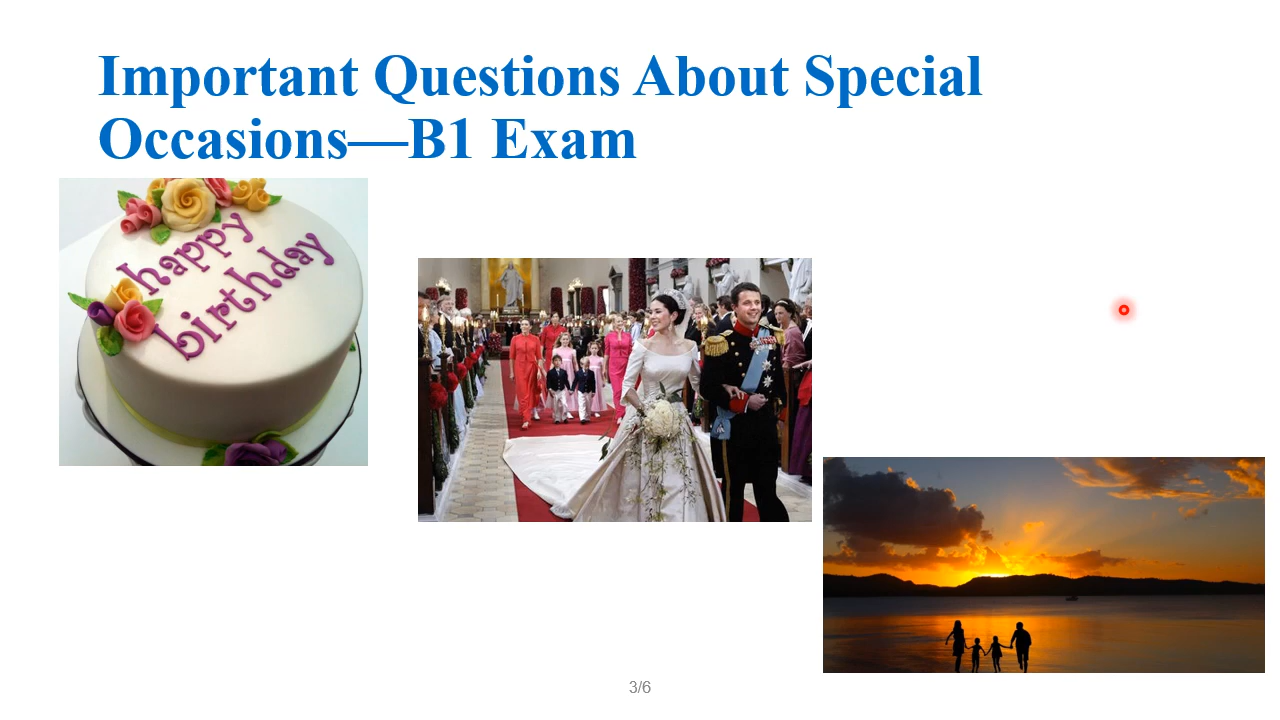 Important Questions About Special
Occasions—B1 Exam
happy
birthday
3/6